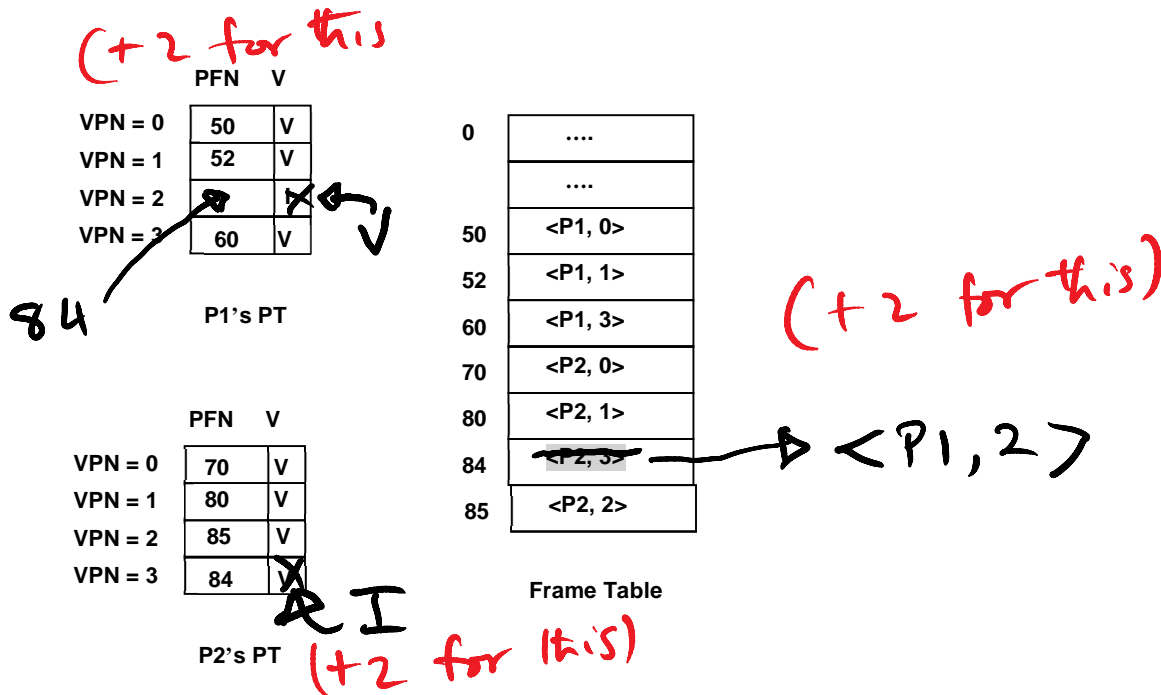 (+2 for this
PFN V
VPN = 0 50 V
VPN = 1 52 V
VPN = 2
VPN = 3 60 V
V
84
P1's PT
PFN V
VPN = 0 70 V
VPN = 1 80 V
VPN = 2 85 V
VPN = 3 84 V
I
P2's PT
(+2 for this)
0 ....
....
50 <P1, 0>
52 <P1, 1>
60 <P1, 3>
70 <P2, 0>
80 <P2, 1>
84 <P2, 3>
85 <P2, 2>
Frame Table
(+2 for this)
<P1, 2>